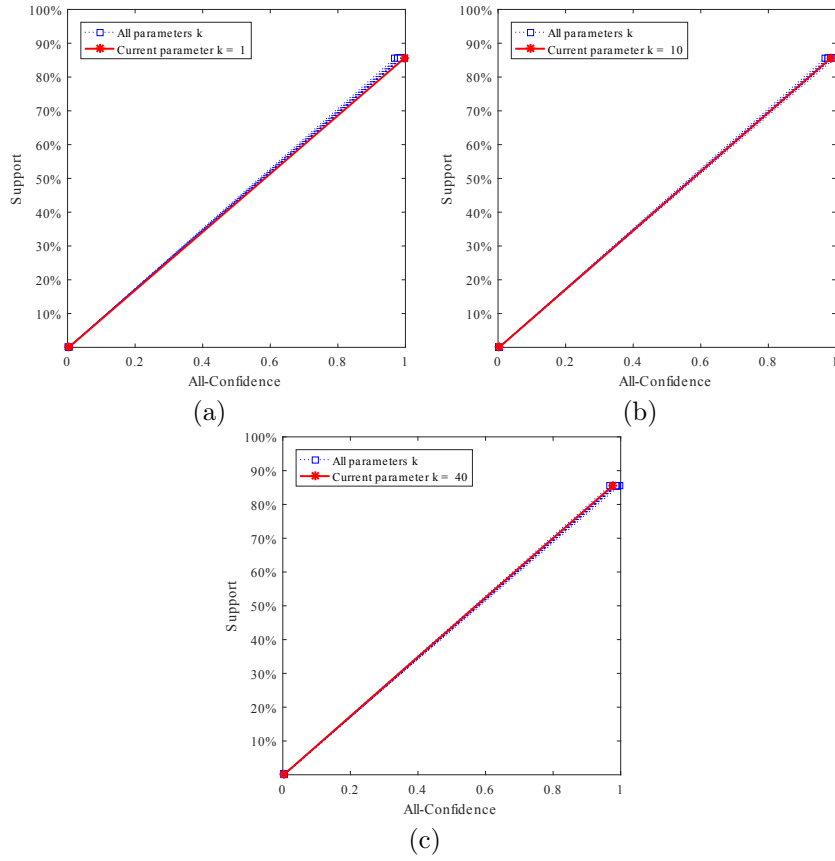 100%
90%
80%
70%
60%
50%
40%
30%
20%
10%
Support
All parameters k
Current parameter k = 1
0 0.2 0.4 0.6 0.8 1
All-Confidence
(a)
100%
90%
80%
70%
60%
50%
40%
30%
20%
10%
Support
All parameters k
Current parameter k = 10
0 0.2 0.4 0.6 0.8 1
All-Confidence
(b)
100%
90%
80%
70%
60%
50%
40%
30%
20%
10%
Support
All parameters k
Current parameter k = 40
0 0.2 0.4 0.6 0.8 1
All-Confidence
(c)